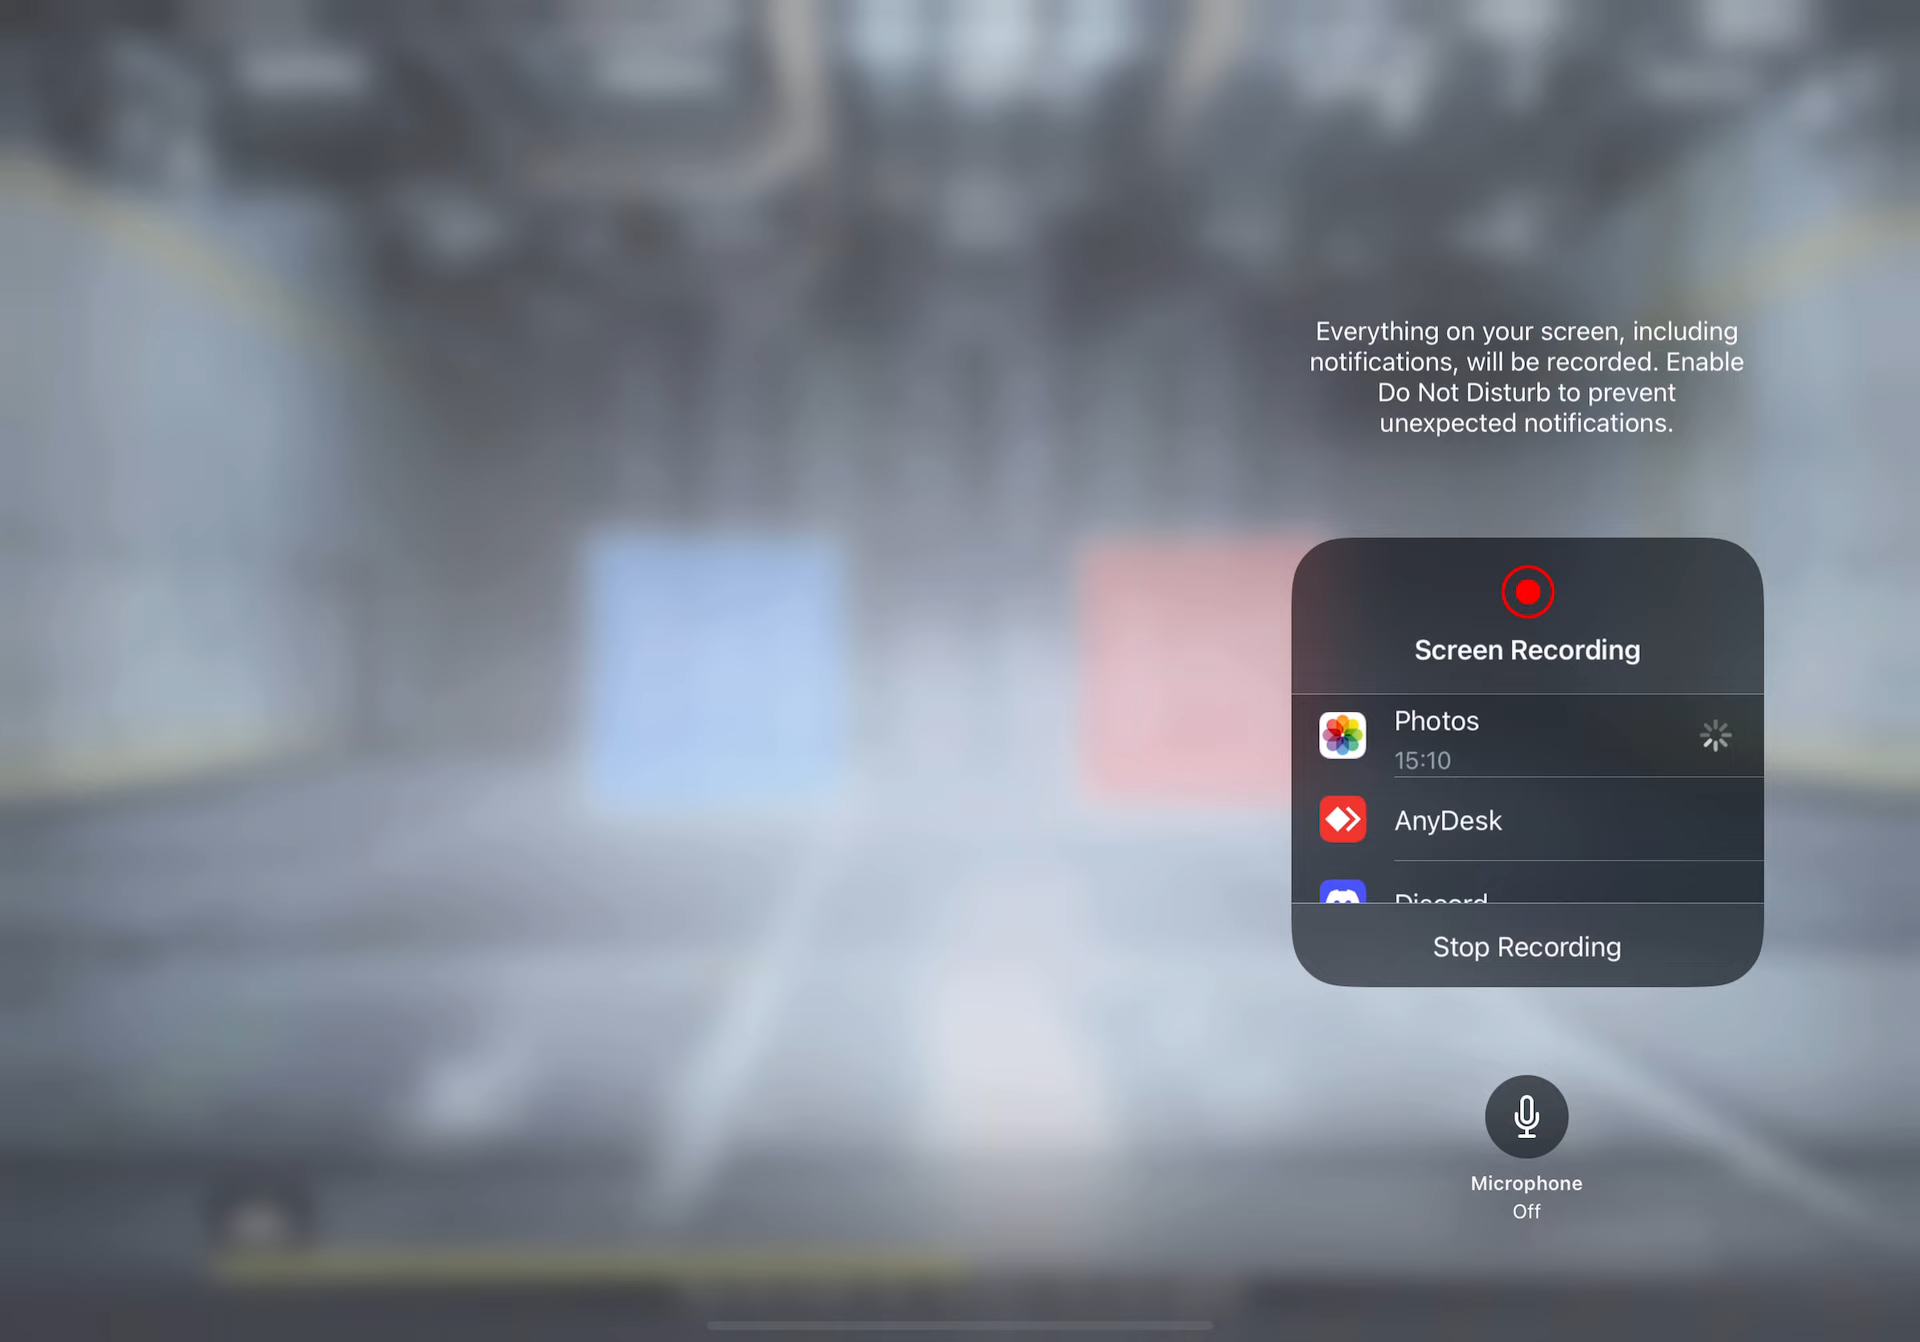 Everything on your screen, including
notifications, will be recorded. Enable
Do Not Disturb to prevent
unexpected notifications.
Screen Recording
Photos
15:10
AnyDesk
Discord
Stop Recording
Microphone
Off